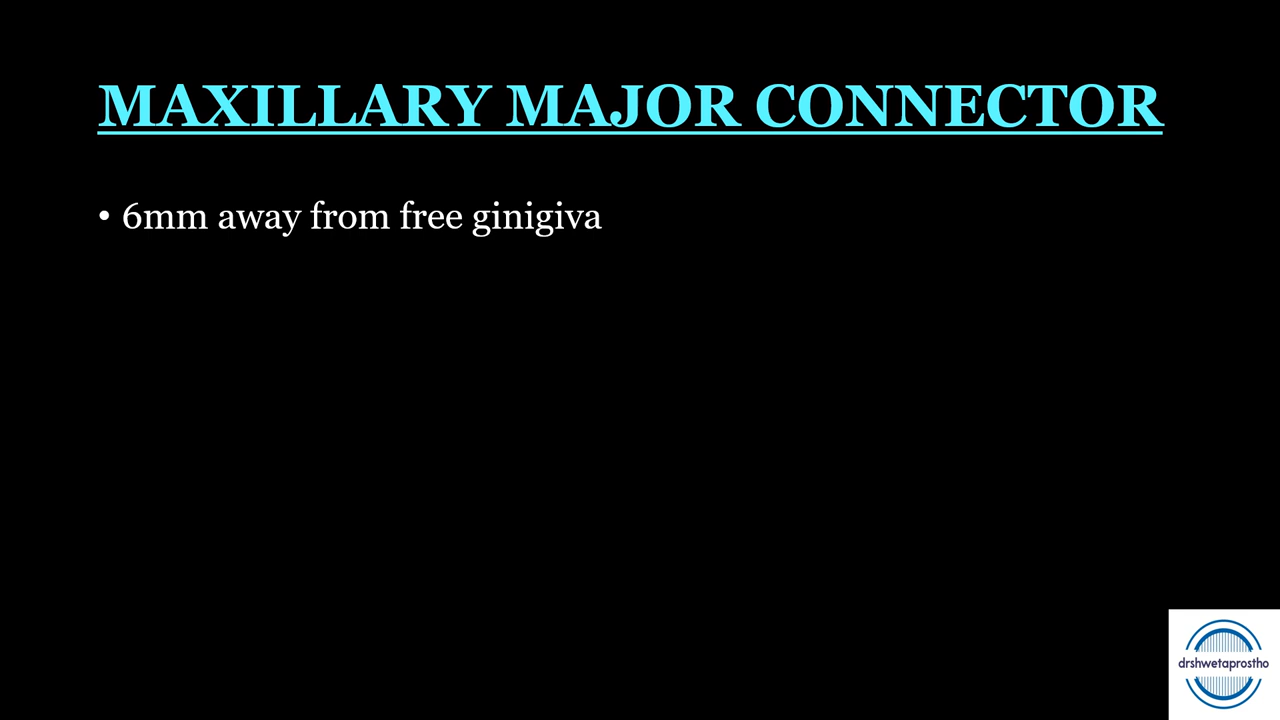 MAXILLARY MAJOR CONNECTOR
• 6mm away from free ginigiva
drshwetaprostho